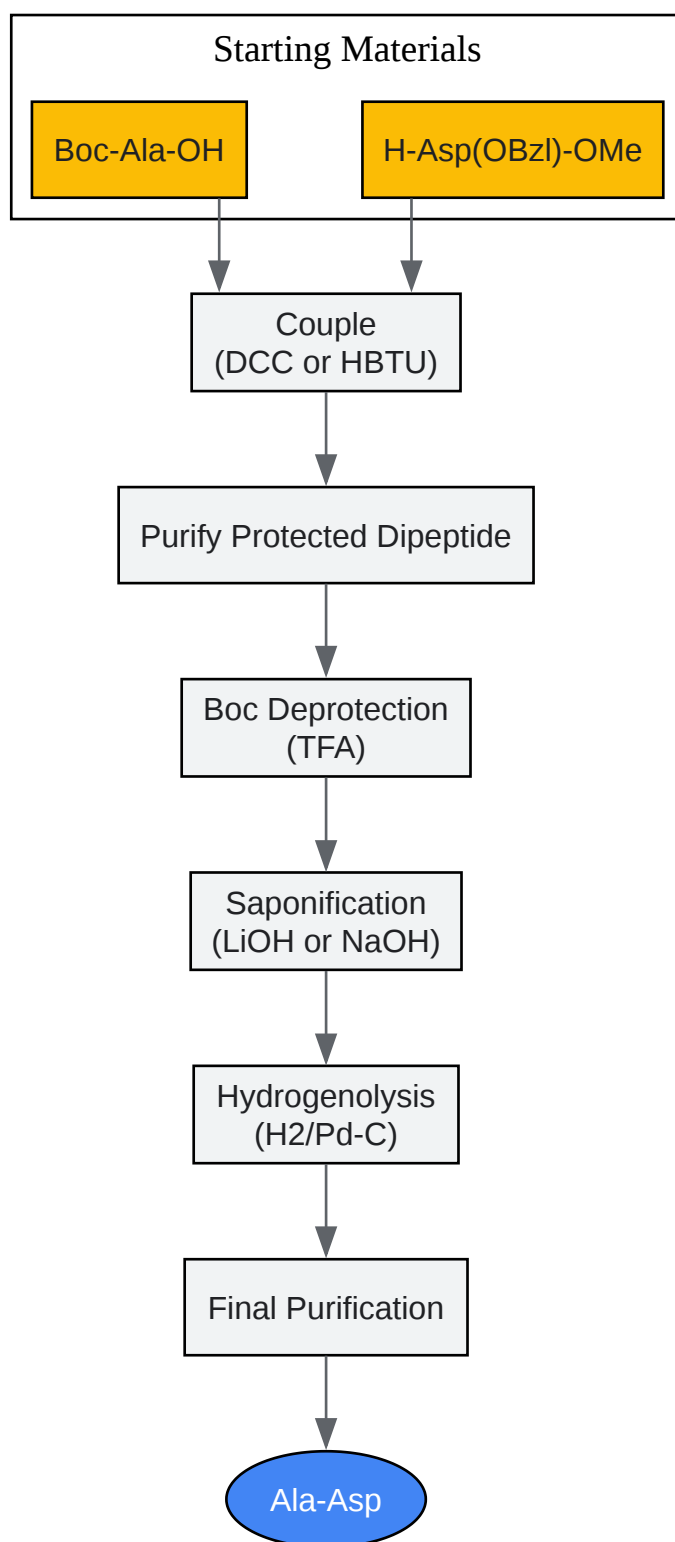 Starting Materials
Boc-Ala-OH
H-Asp(OBzl)-OMe
Couple
(DCC or HBTU)
Purify Protected Dipeptide
Boc Deprotection
(TFA)
Saponification
(LiOH or NaOH)
Hydrogenolysis
(H2/Pd-C)
Final Purification
Ala-Asp